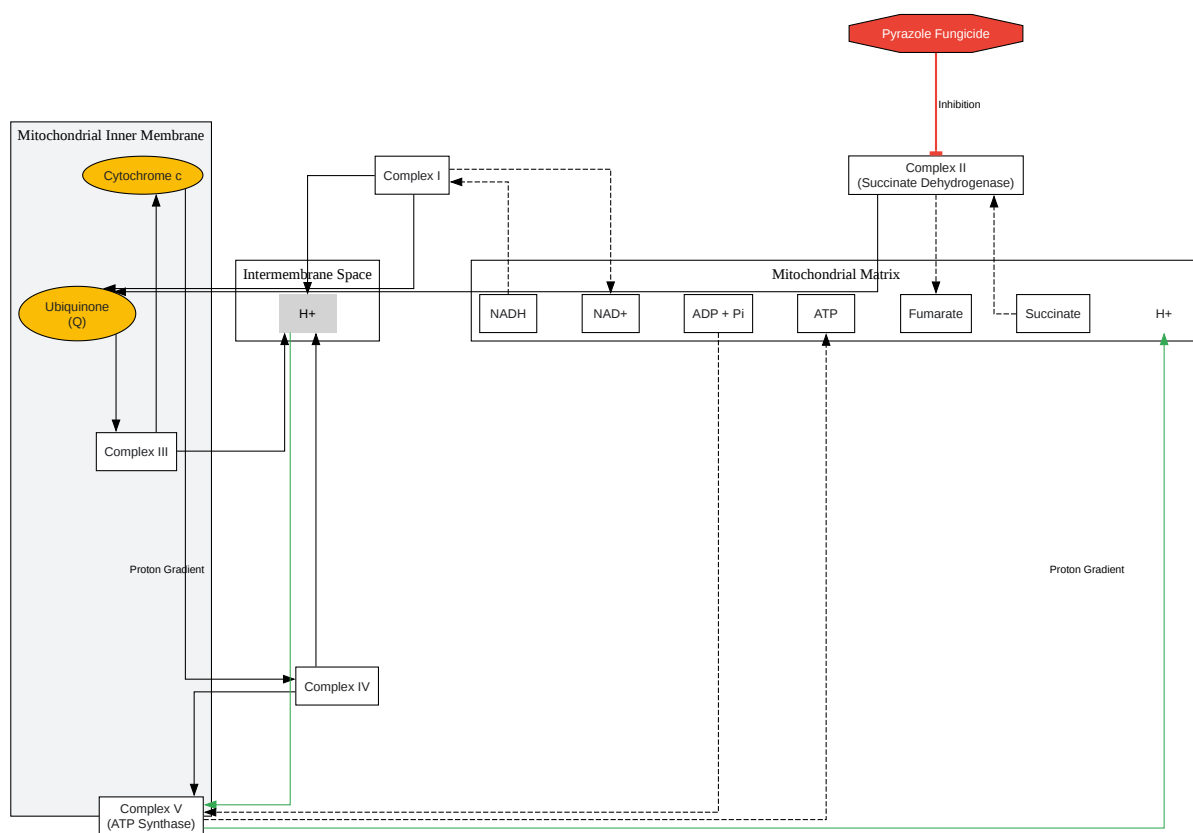 Pyrazole Fungicide
Inhibition
Mitochondrial Inner Membrane
Cytochrome c
Complex I
Complex II
(Succinate Dehydrogenase)
Intermembrane Space
Mitochondrial Matrix
Ubiquinone
(Q)
H+
NADH
NAD+
ADP + Pi
ATP
Fumarate
Succinate
H+
Complex III
Proton Gradient
Proton Gradient
Complex IV
Complex V
(ATP Synthase)